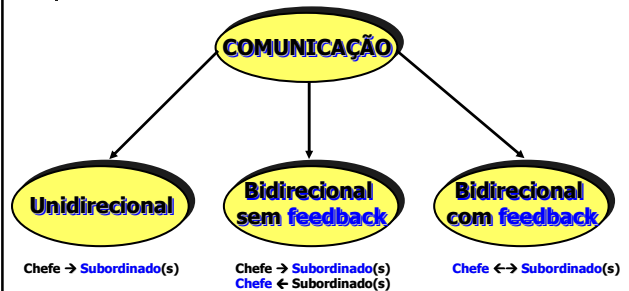 COMUNICAÇÃO
Unidirecional
Bidirecional
sem feedback
Bidirecional
com feedback
Chefe → Subordinado(s)
Chefe → Subordinado(s)
Chefe ← Subordinado(s)
Chefe ←→ Subordinado(s)